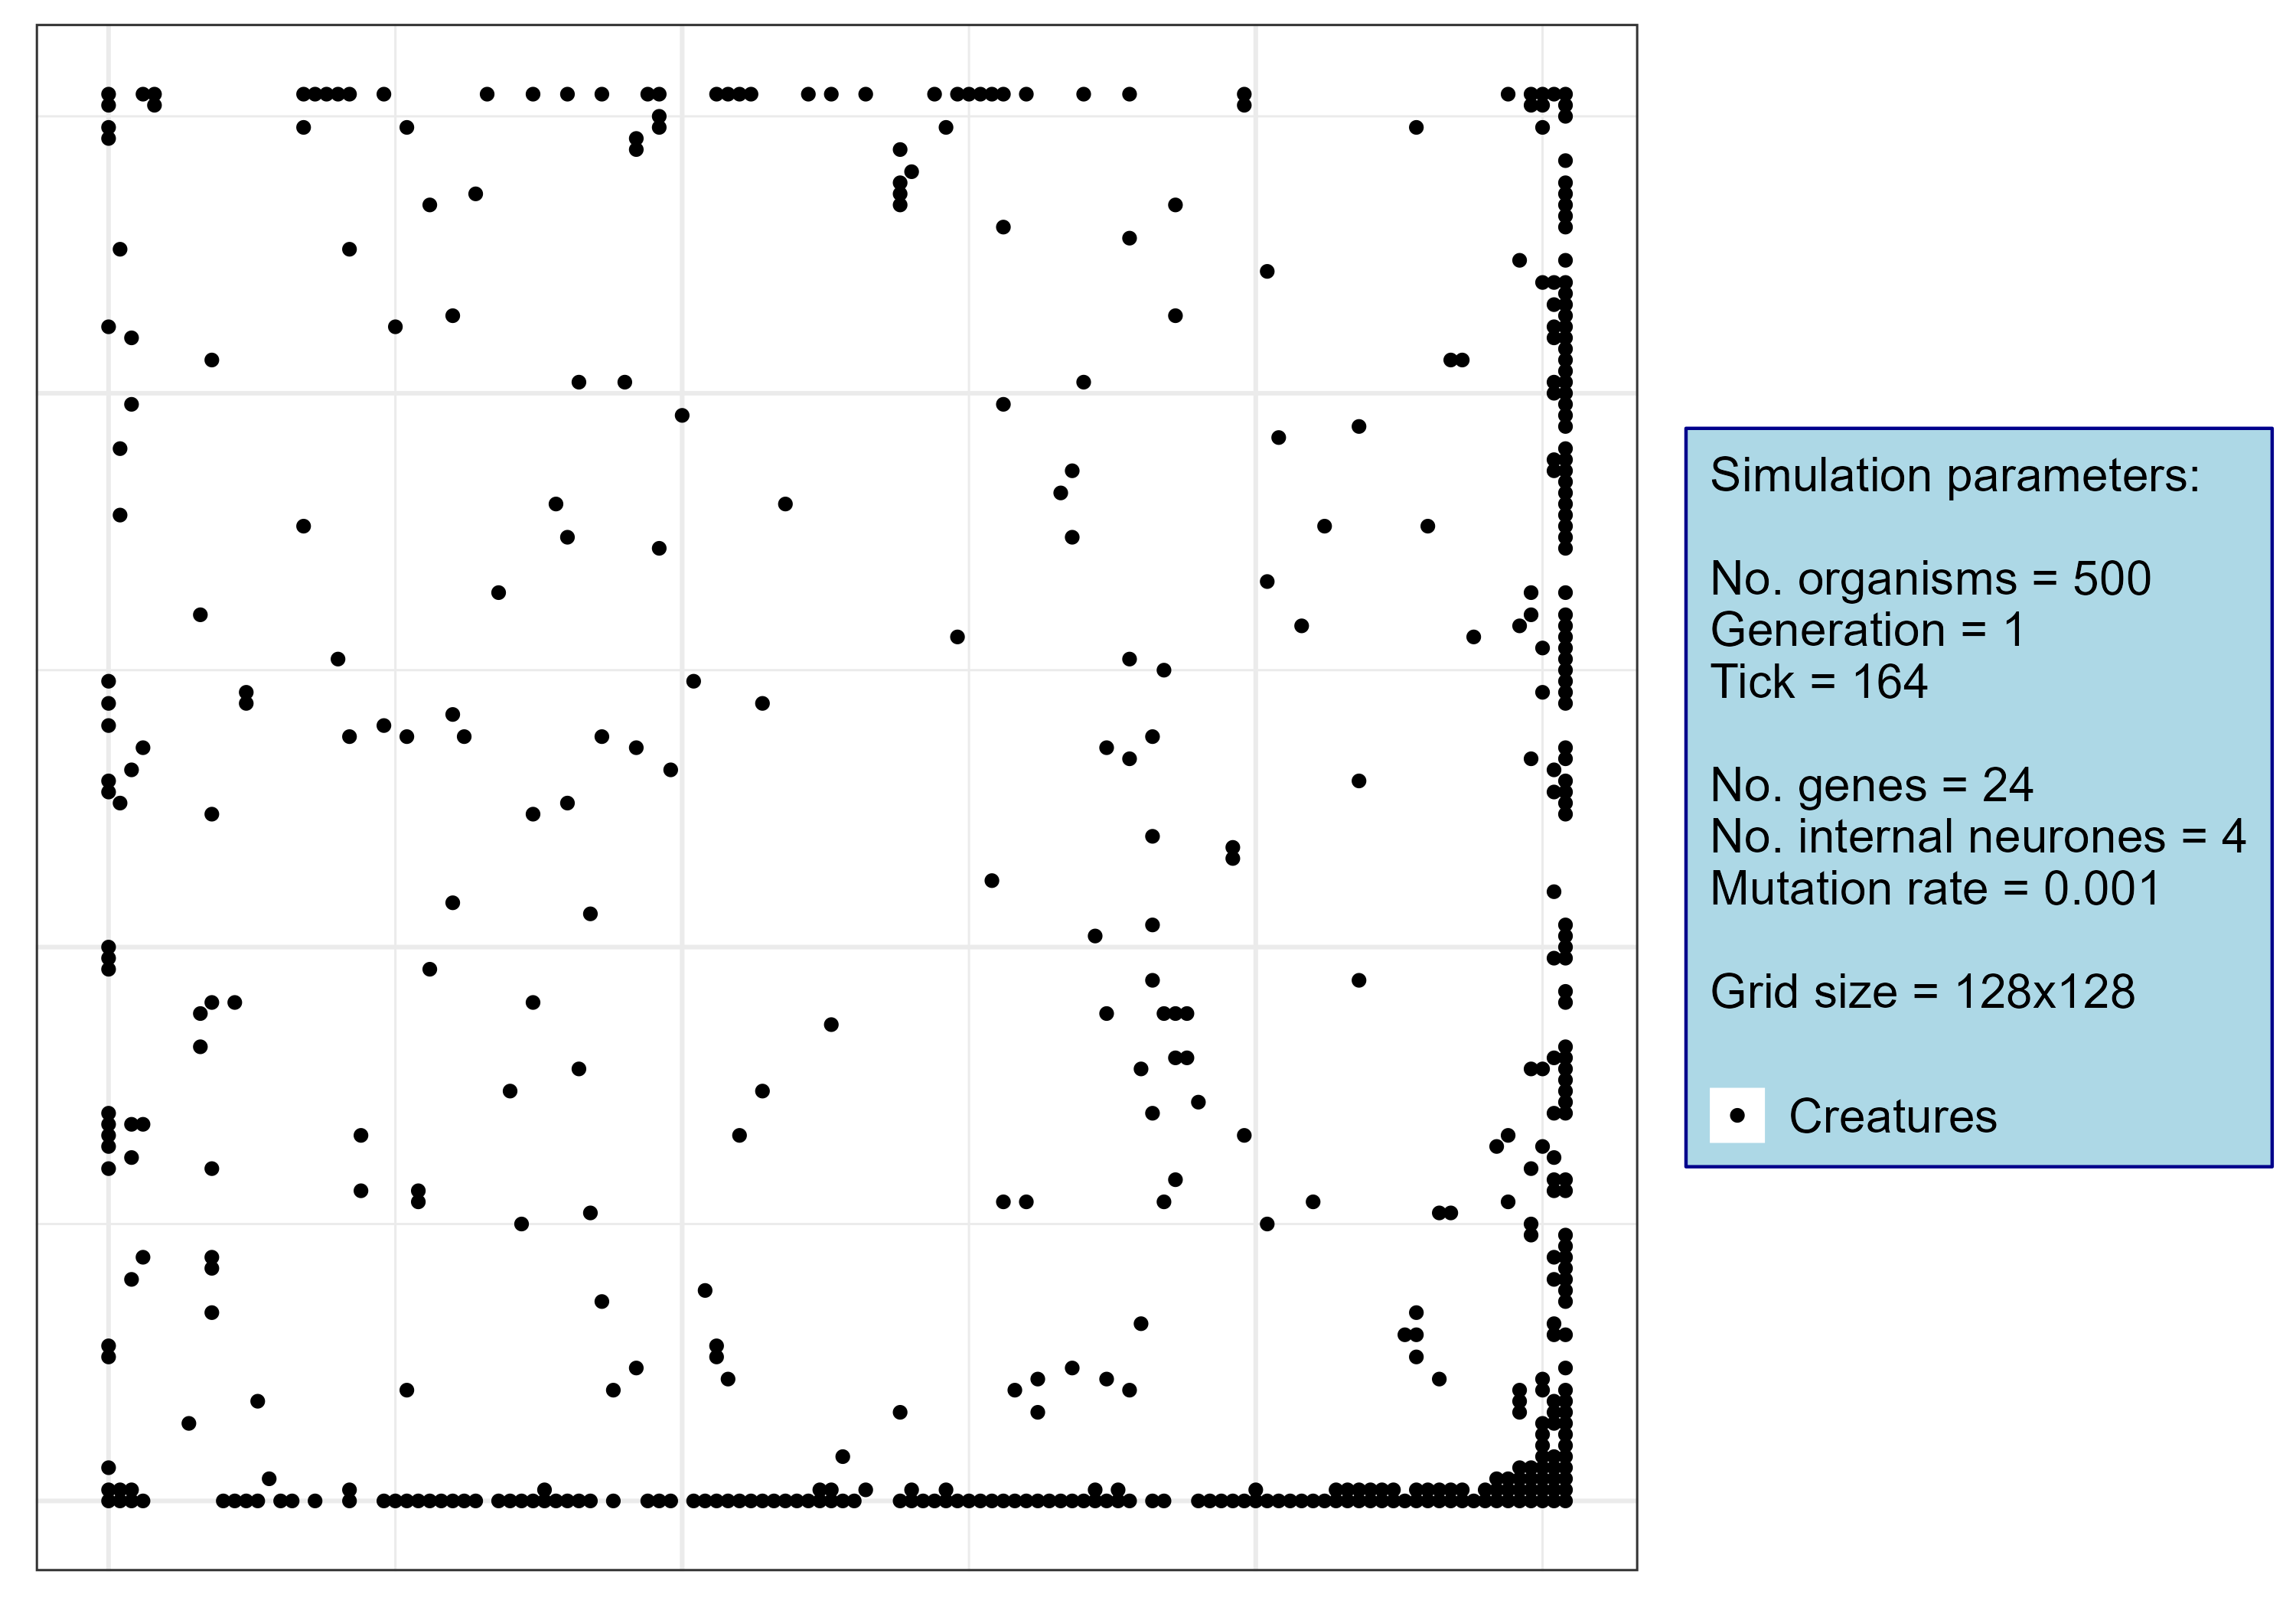 Simulation parameters:
No. organisms = 500
Generation = 1
Tick = 164
No. genes = 24
No. internal neurones = 4
Mutation rate = 0.001
Grid size = 128x128
Creatures